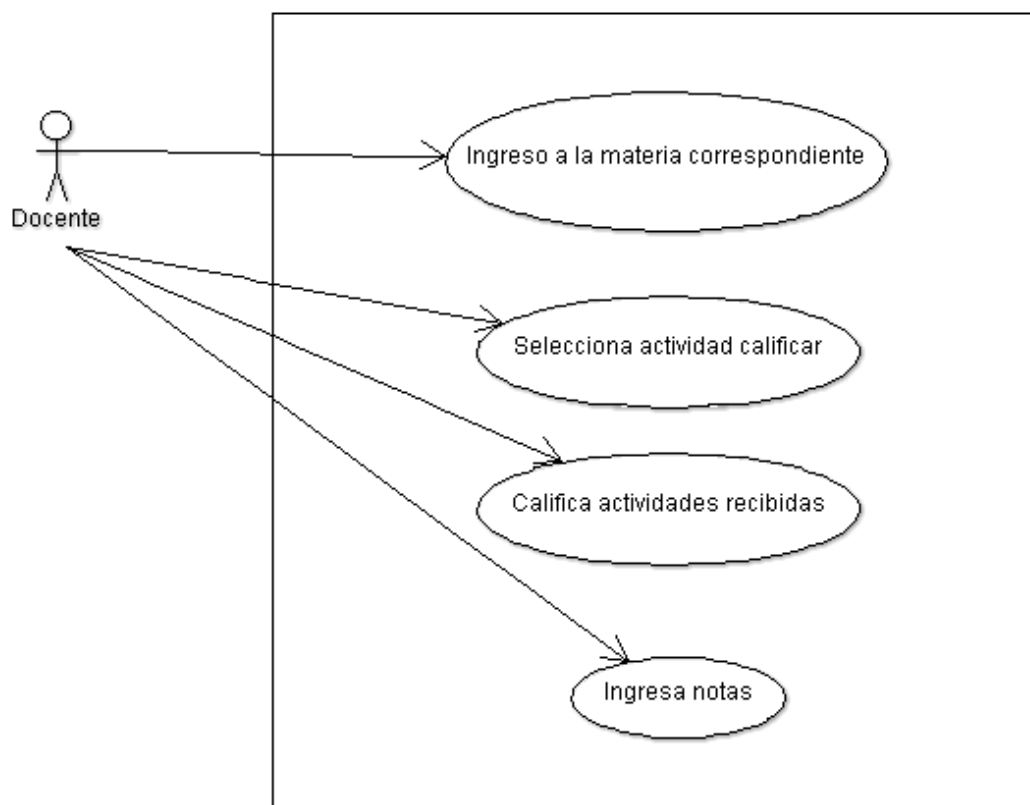 Ingreso a la materia correspondiente
Docente
Selecciona actividad calificar
Califica actividades recibidas
Ingresa notas